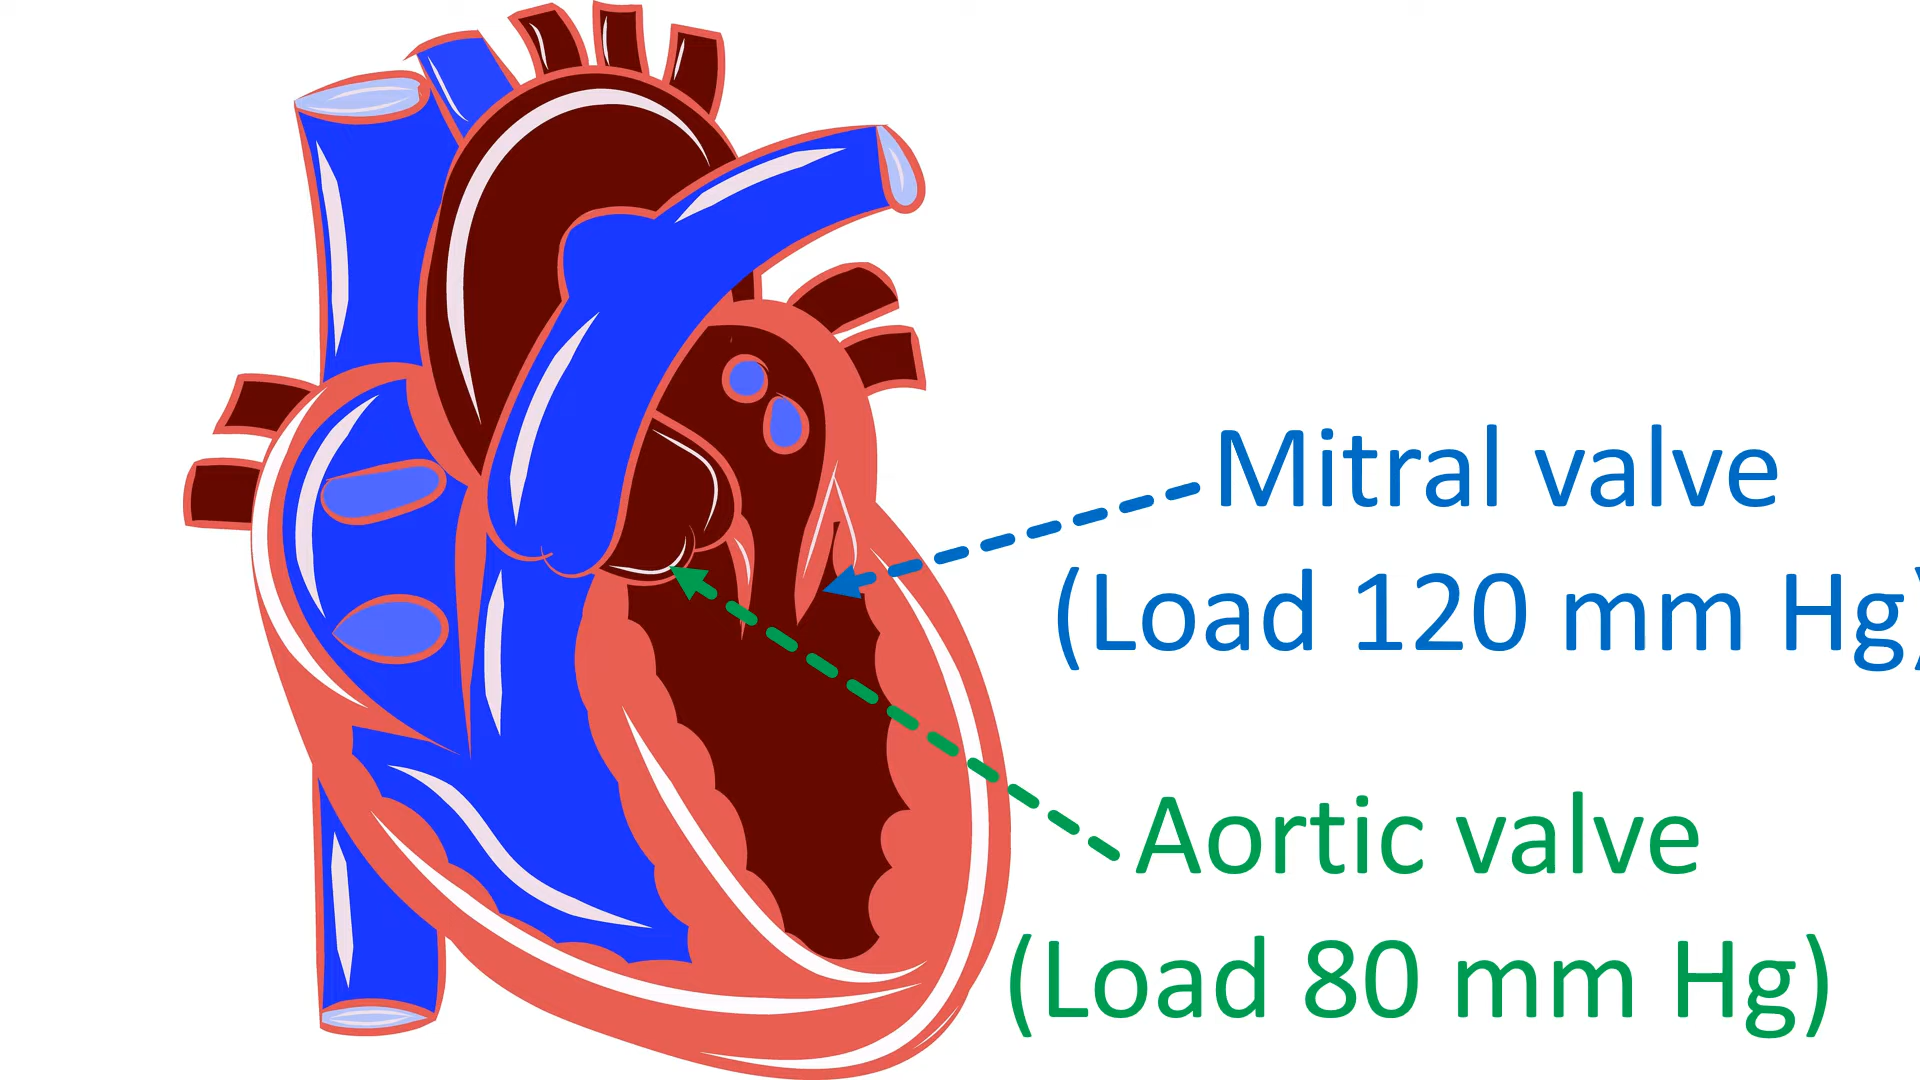 Mitral valve
(Load 120 mm Hg)
Aortic valve
(Load 80 mm Hg)